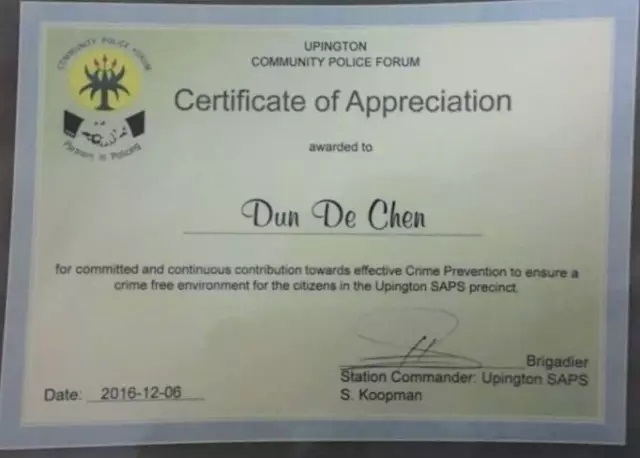 COMMUNITY POLICE FORUM
Partners in Policing
UPINGTON
COMMUNITY POLICE FORUM
Certificate of Appreciation
awarded to
Dun De Chen
for committed and continuous contribution towards effective Crime Prevention to ensure a
crime free environment for the citizens in the Upington SAPS precinct.
Brigadier
Station Commander: Upington SAPS
S. Koopman
Date: 2016-12-06